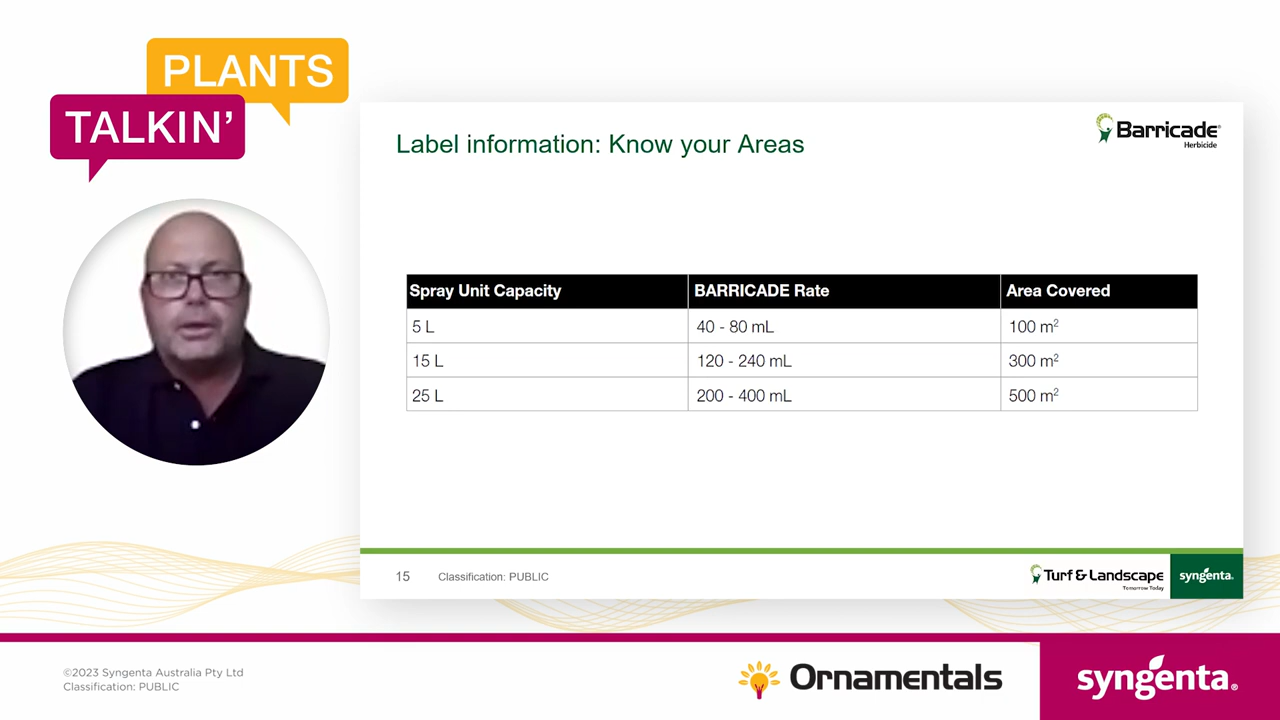 PLANTS
TALKIN'
Label information: Know your Areas
Barricade®
Herbicide
Spray Unit Capacity BARRICADE Rate Area Covered
5 L 40 - 80 mL 100 m²
15 L 120 - 240 mL 300 m²
25 L 200 - 400 mL 500 m²
15 Classification: PUBLIC
Turf & Landscape
Tomorrow Today
syngenta.
©2023 Syngenta Australia Pty Ltd
Classification: PUBLIC
Ornamentals
syngenta®